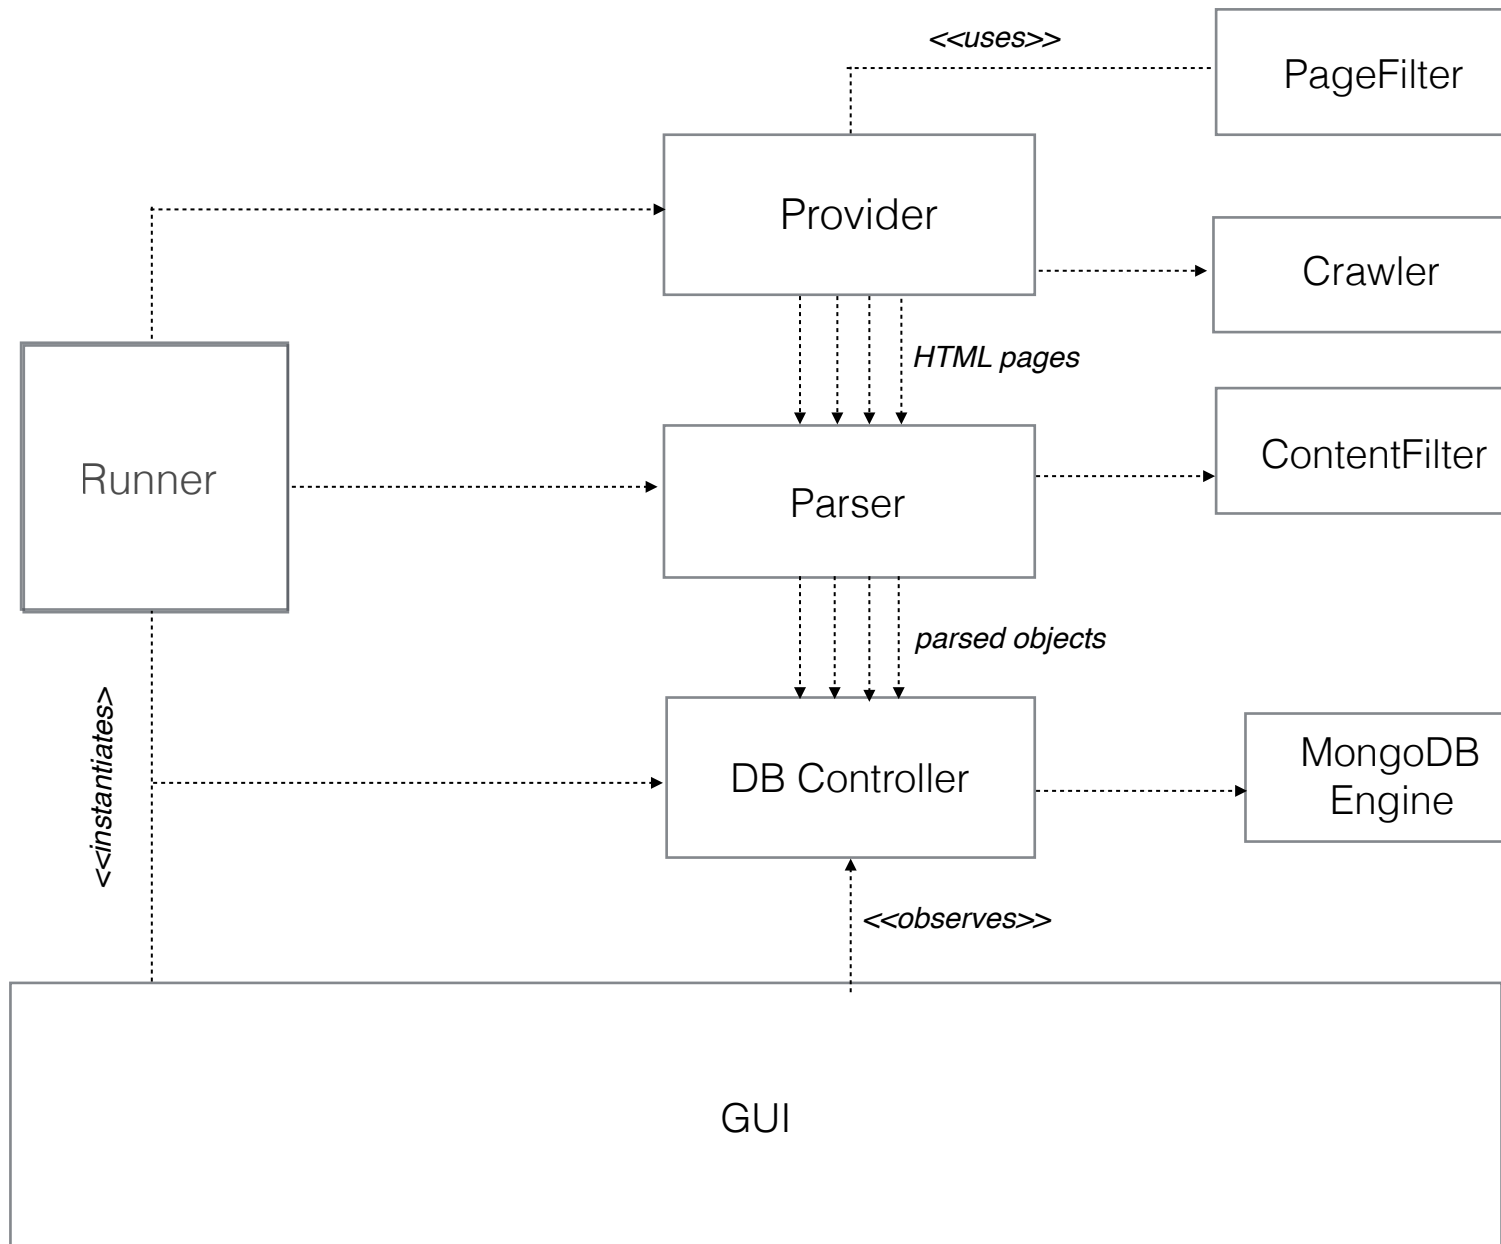 <<uses>>
PageFilter
Provider
Crawler
HTML pages
ContentFilter
Runner
Parser
parsed objects
<<instantiates>
DB Controller
MongoDB
Engine
<<observes>>
GUI